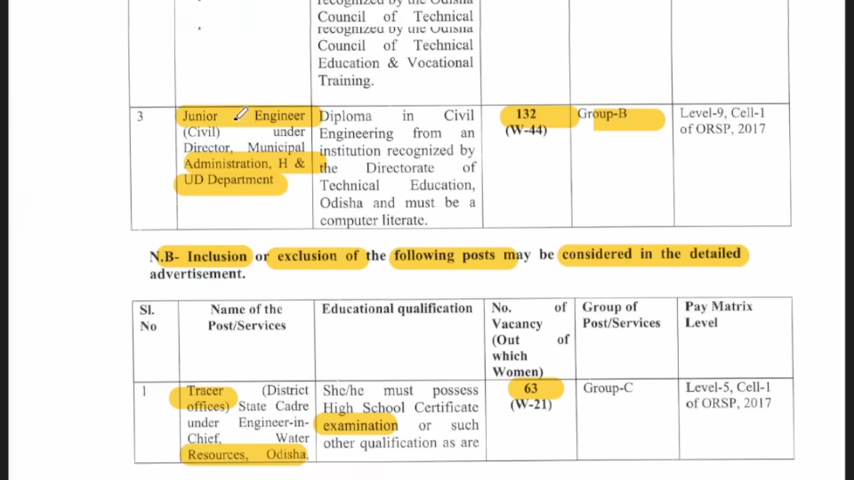 recognized by the Odisha
Council of Technical
recognized by the Odisha
Council of Technical
Education & Vocational
Training.
3
Junior Engineer
(Civil) under
Director, Municipal
Administration, H &
UD Department
Diploma in Civil
Engineering from an
institution recognized by
the Directorate of
Technical Education,
Odisha and must be a
computer literate.
132
(W-44)
Group-B
Level-9, Cell-1
of ORSP, 2017
N.B- Inclusion or exclusion of the following posts may be considered in the detailed
advertisement.
Sl.
No
Name of the
Post/Services
Educational qualification
No. of
Vacancy
(Out of
which
Women)
Group of
Post/Services
Pay Matrix
Level
1
Tracer (District
offices) State Cadre
under Engineer-in-
Chief, Water
Resources, Odisha,
She/he must possess
High School Certificate
examination or such
other qualification as are
63
(W-21)
Group-C
Level-5, Cell-1
of ORSP, 2017